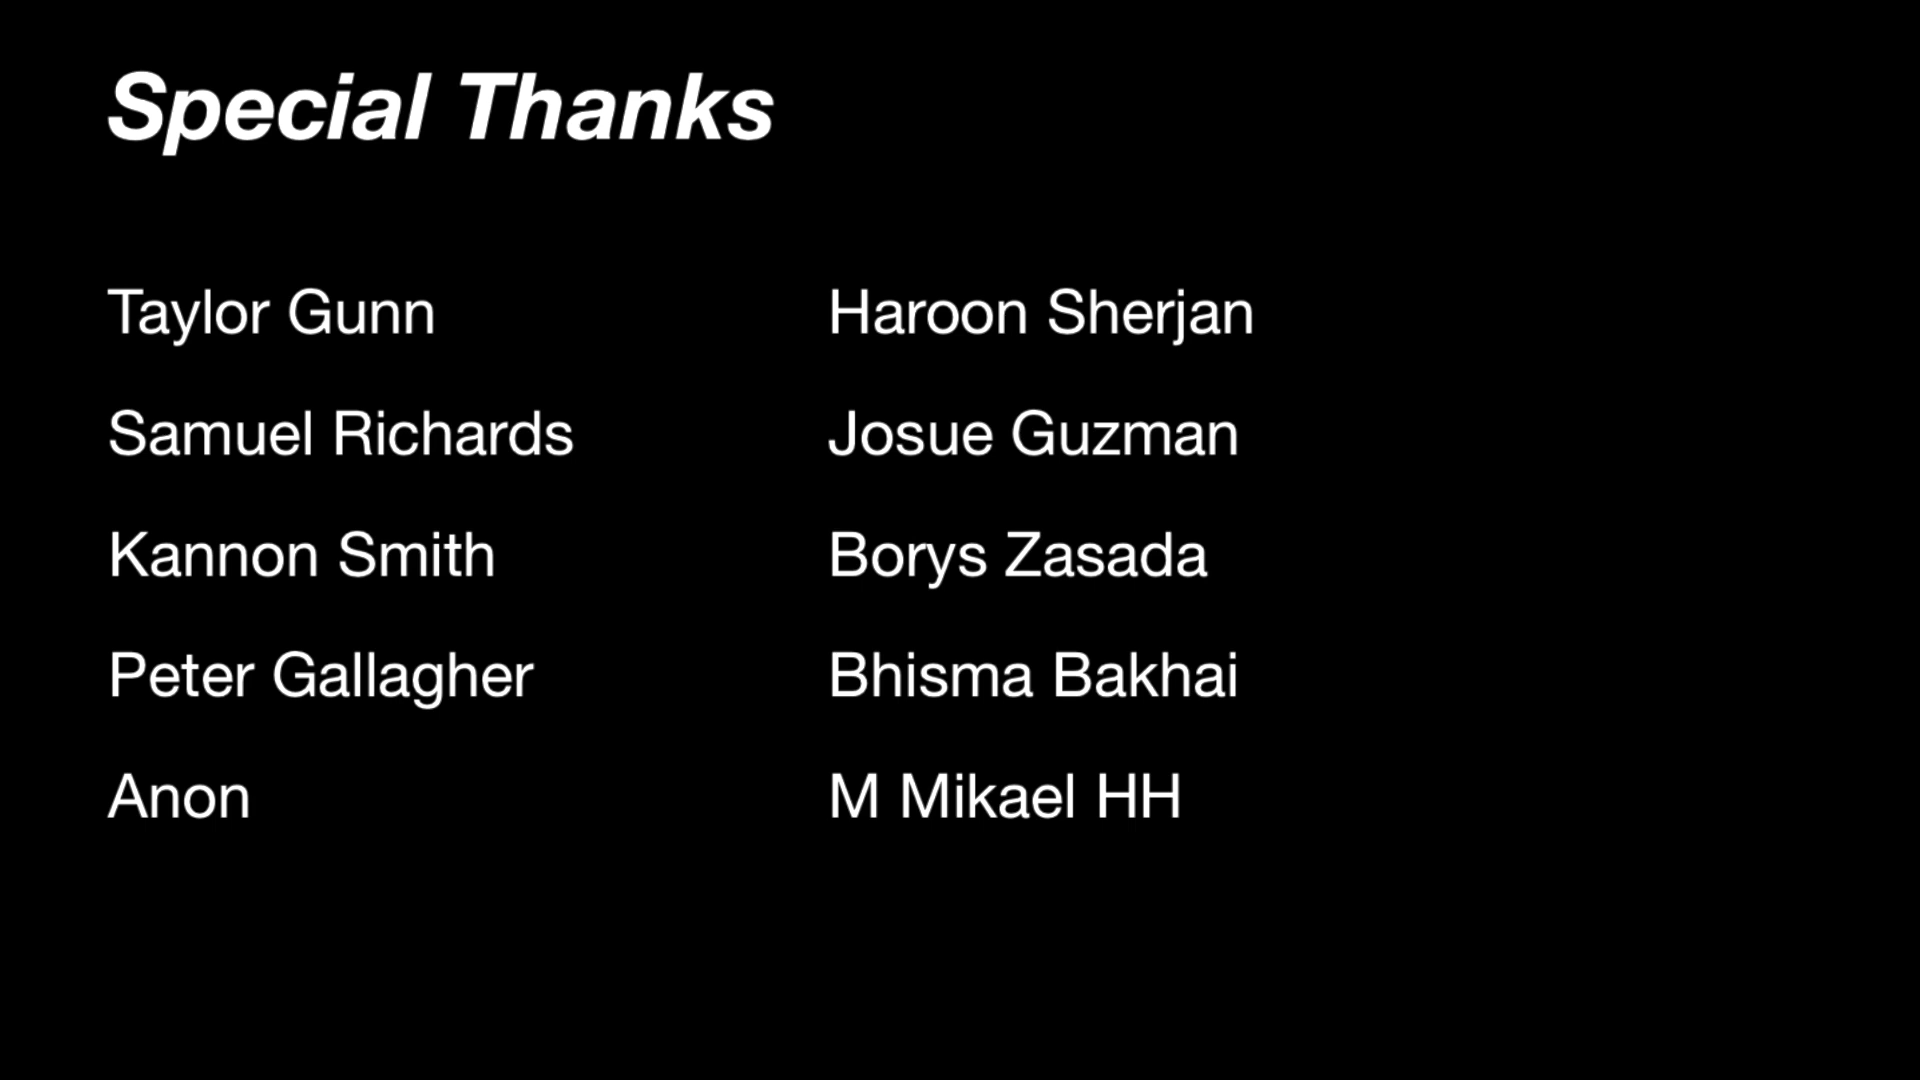 Special Thanks
Taylor Gunn
Samuel Richards
Kannon Smith
Peter Gallagher
Anon
Haroon Sherjan
Josue Guzman
Borys Zasada
Bhisma Bakhai
M Mikael HH